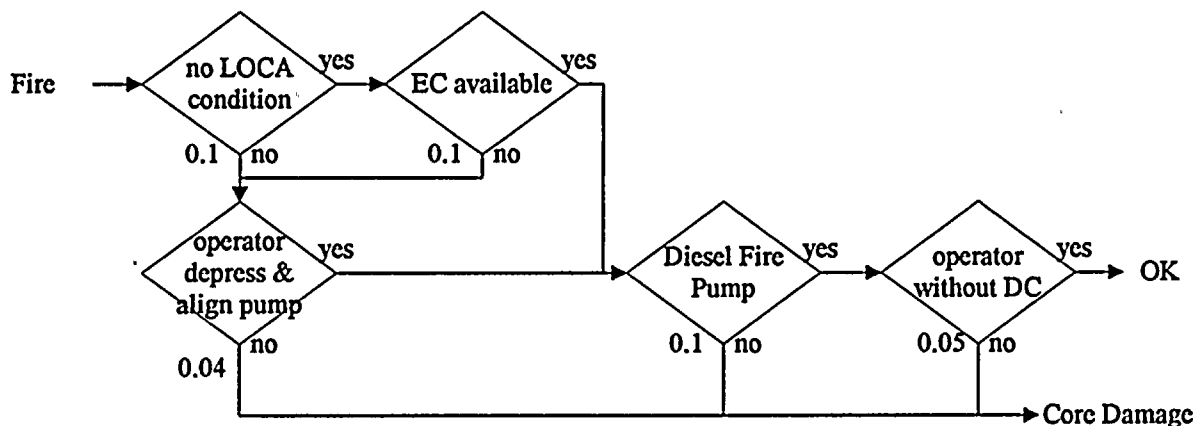 Fire
no LOCA
condition
yes
0.1
no
EC available
yes
0.1
no
operator
depress &
align pump
yes
no
0.04
Diesel Fire
Pump
yes
0.1
no
operator
without DC
yes
0.05
no
OK
Core Damage